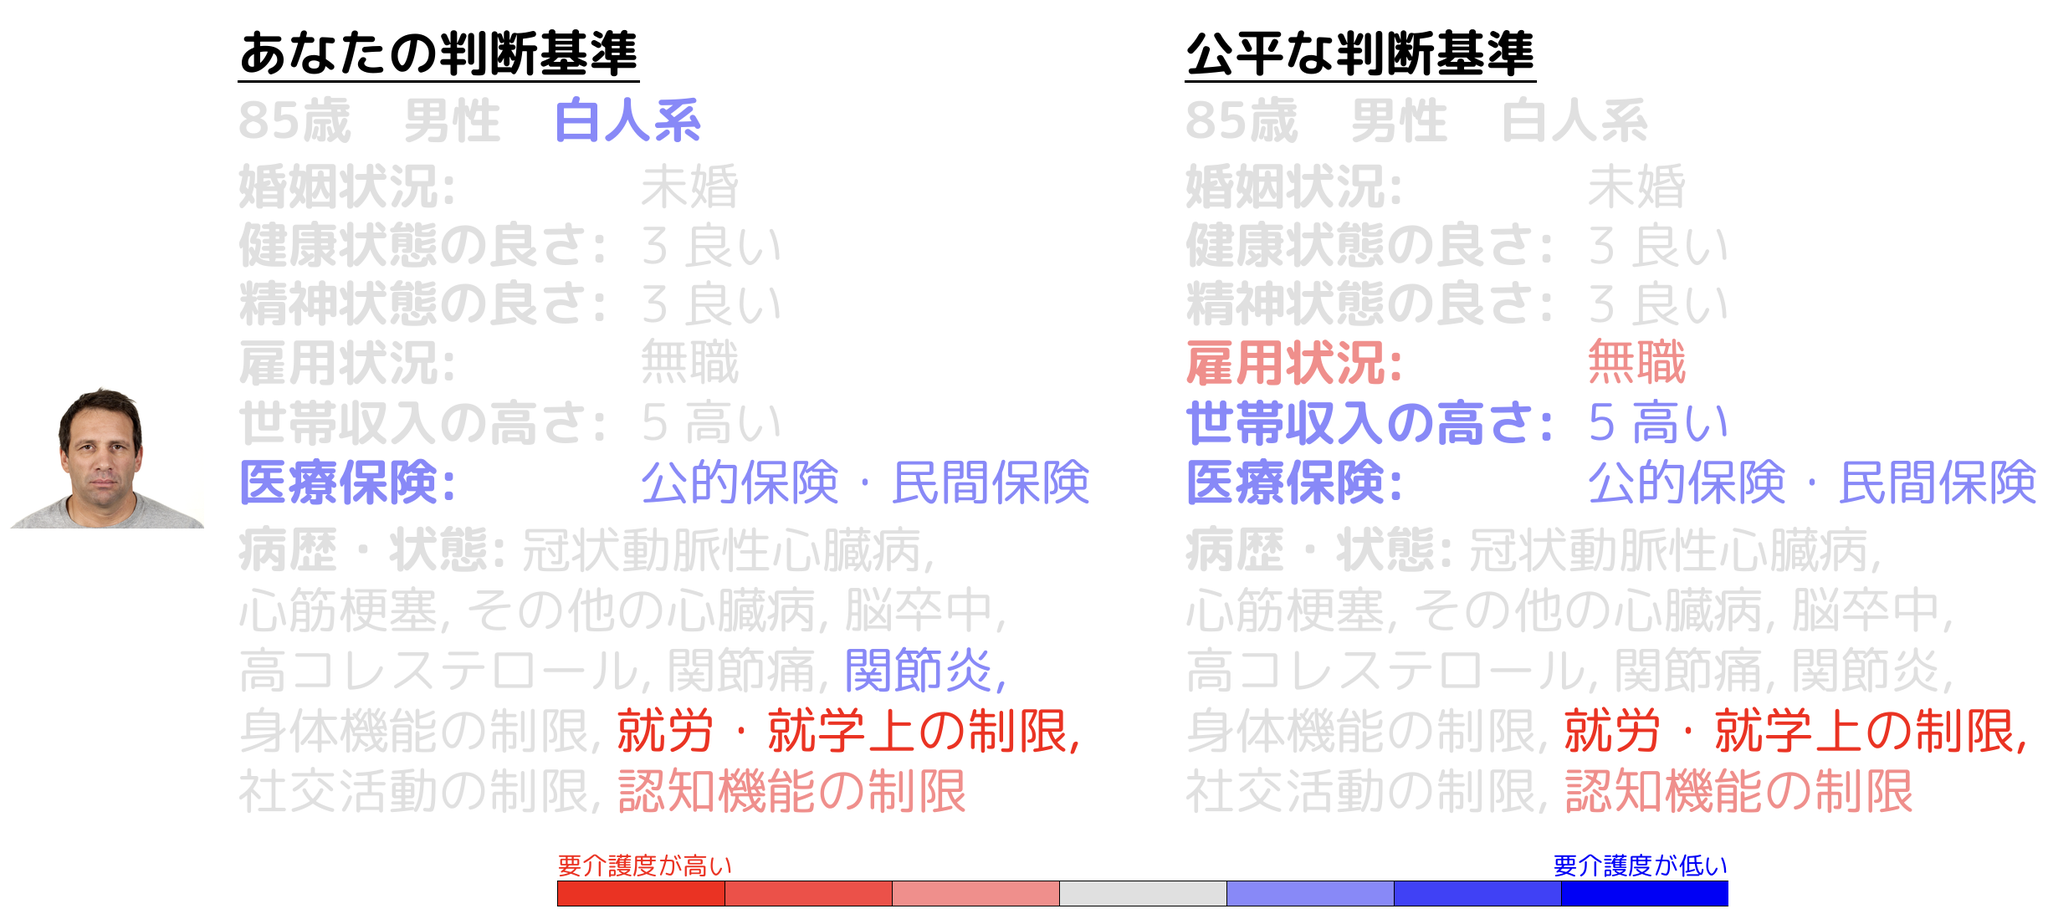 あなたの判断基準
85歳 男性 白人系
婚姻状況: 未婚
健康状態の良さ: 3 良い
精神状態の良さ: 3 良い
雇用状況: 無職
世帯収入の高さ: 5 高い
医療保険: 公的保険・民間保険
病歴・状態: 冠状動脈性心臓病,
心筋梗塞, その他の心臓病, 脳卒中,
高コレステロール, 関節痛, 関節炎,
身体機能の制限, 就労・就学上の制限,
社交活動の制限, 認知機能の制限
公平な判断基準
85歳 男性 白人系
婚姻状況: 未婚
健康状態の良さ: 3 良い
精神状態の良さ: 3 良い
雇用状況: 無職
世帯収入の高さ: 5 高い
医療保険: 公的保険・民間保険
病歴・状態: 冠状動脈性心臓病,
心筋梗塞, その他の心臓病, 脳卒中,
高コレステロール, 関節痛, 関節炎,
身体機能の制限, 就労・就学上の制限,
社交活動の制限, 認知機能の制限
要介護度が高い
要介護度が低い